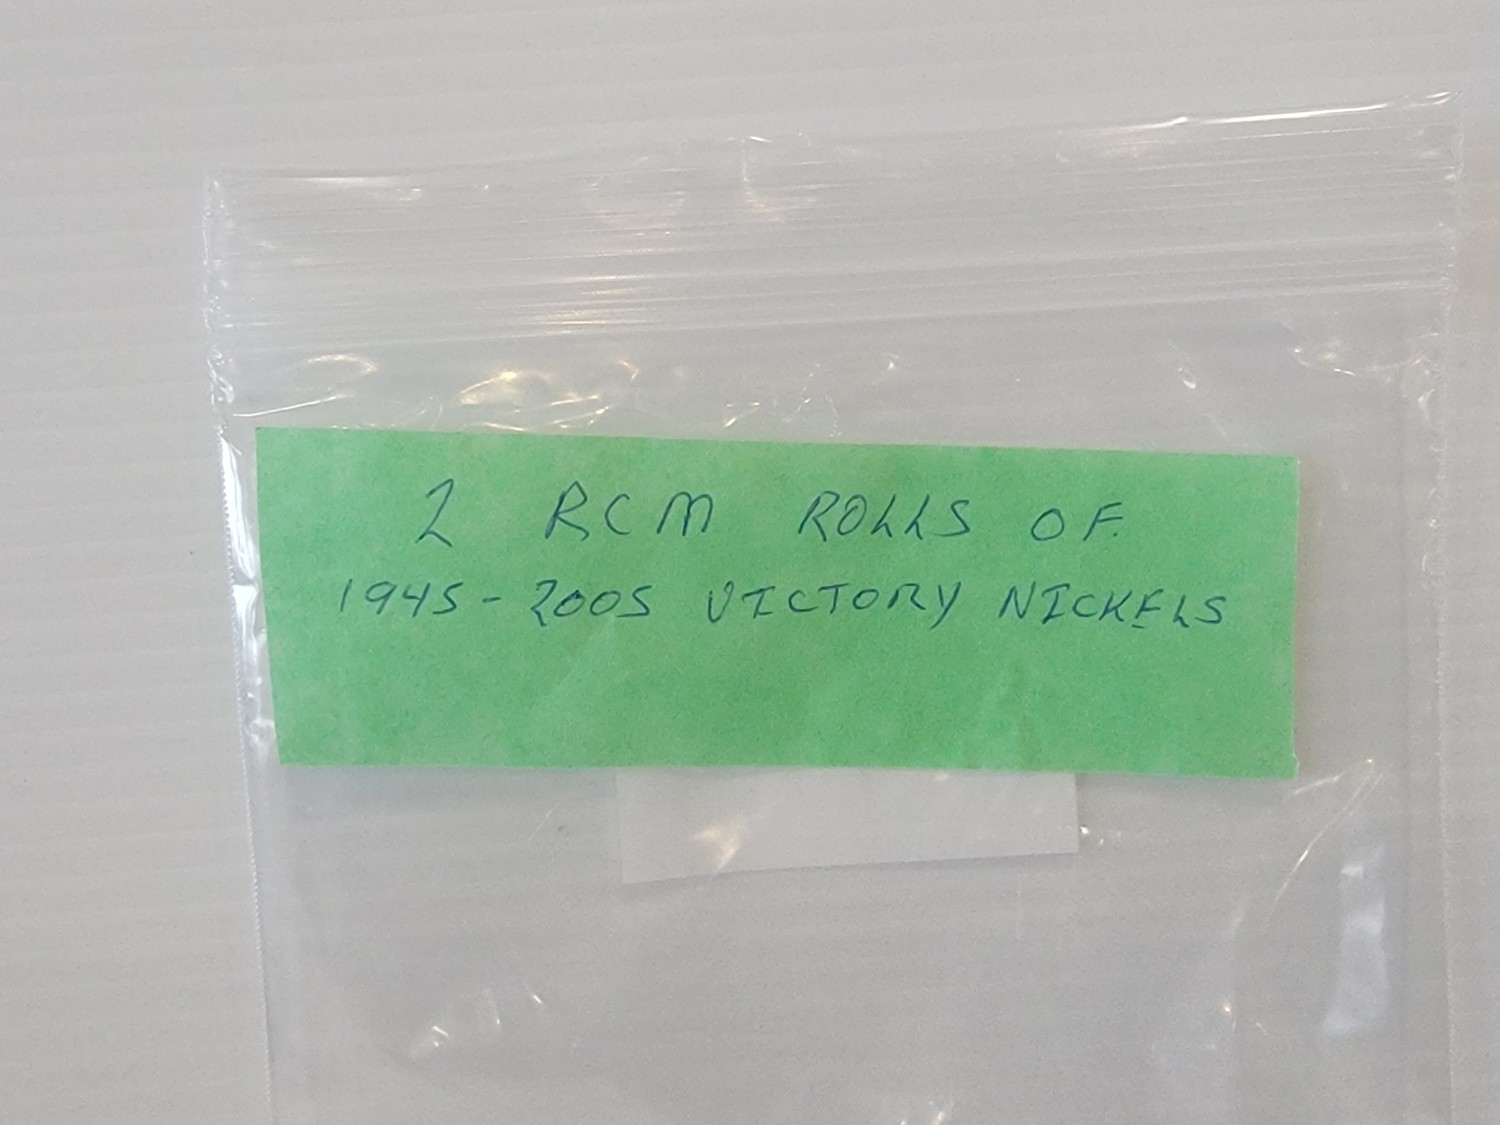 2 RCM ROLLS OF
1945-2005 VICTORY NICKELS